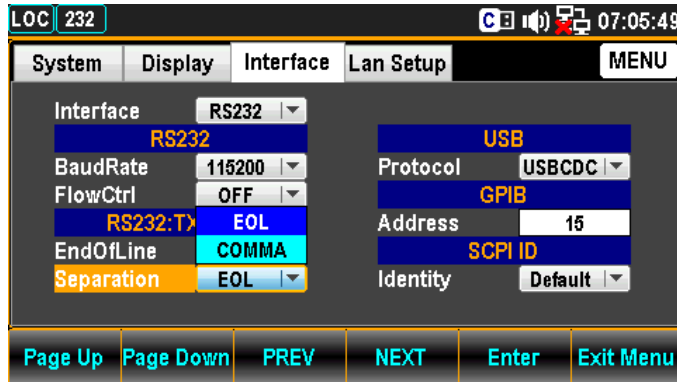 LOC 232 C 07:05:49
System Display Interface Lan Setup MENU
Interface RS232
RS232
BaudRate 115200
FlowCtrl OFF
RS232:TX
EOL
EndOfLine COMMA
Separation EOL
USB
Protocol USBCDC
GPIB
Address 15
SCPI ID
Identity Default
Page Up Page Down PREV NEXT Enter Exit Menu